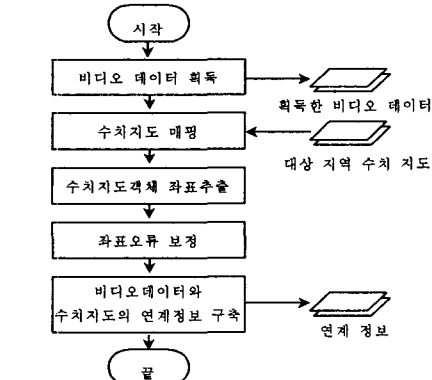 시작
비디오 데이터 획득
획득한 비디오 데이터
수치지도 매핑
대상 지역 수치 지도
수치지도객체 좌표추출
좌표오류 보정
비디오데이터와
수치지도의 연계정보 구축
연계 정보
끝